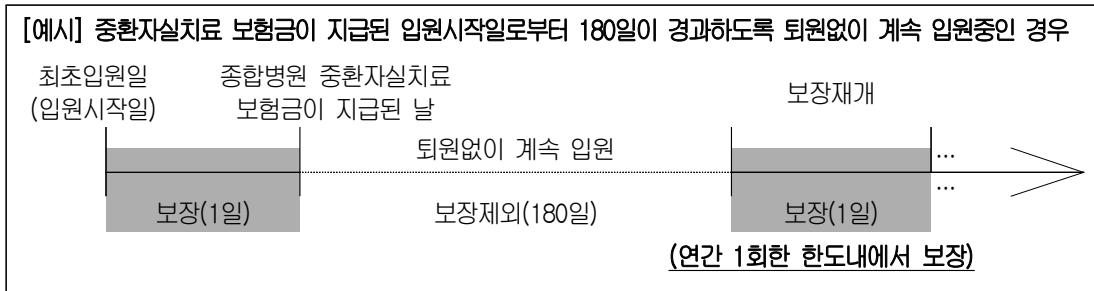 [예시] 중환자실치료 보험금이 지급된 입원시작일로부터 180일이 경과하도록 퇴원없이 계속 입원중인 경우
최초입원일
(입원시작일)
종합병원 중환자실치료
보험금이 지급된 날
보장재개
퇴원없이 계속 입원
...
...
보장(1일)
보장제외(180일)
보장(1일)
(연간 1회한 한도내에서 보장)